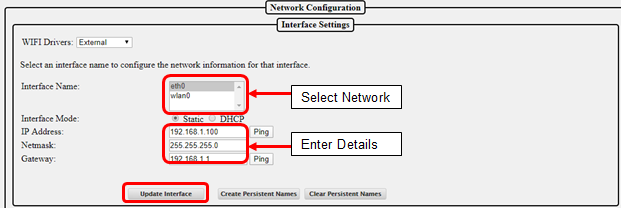 Network Configuration
Interface Settings
WIFI Drivers: External
Select an interface name to configure the network information for that interface.
Interface Name: eth0
wlan0
Select Network
Interface Mode: Static DHCP
IP Address: 192.168.1.100 Ping
Netmask: 255.255.255.0
Enter Details
Gateway: 192.168.1.1 Ping
Update Interface Create Persistent Names Clear Persistent Names